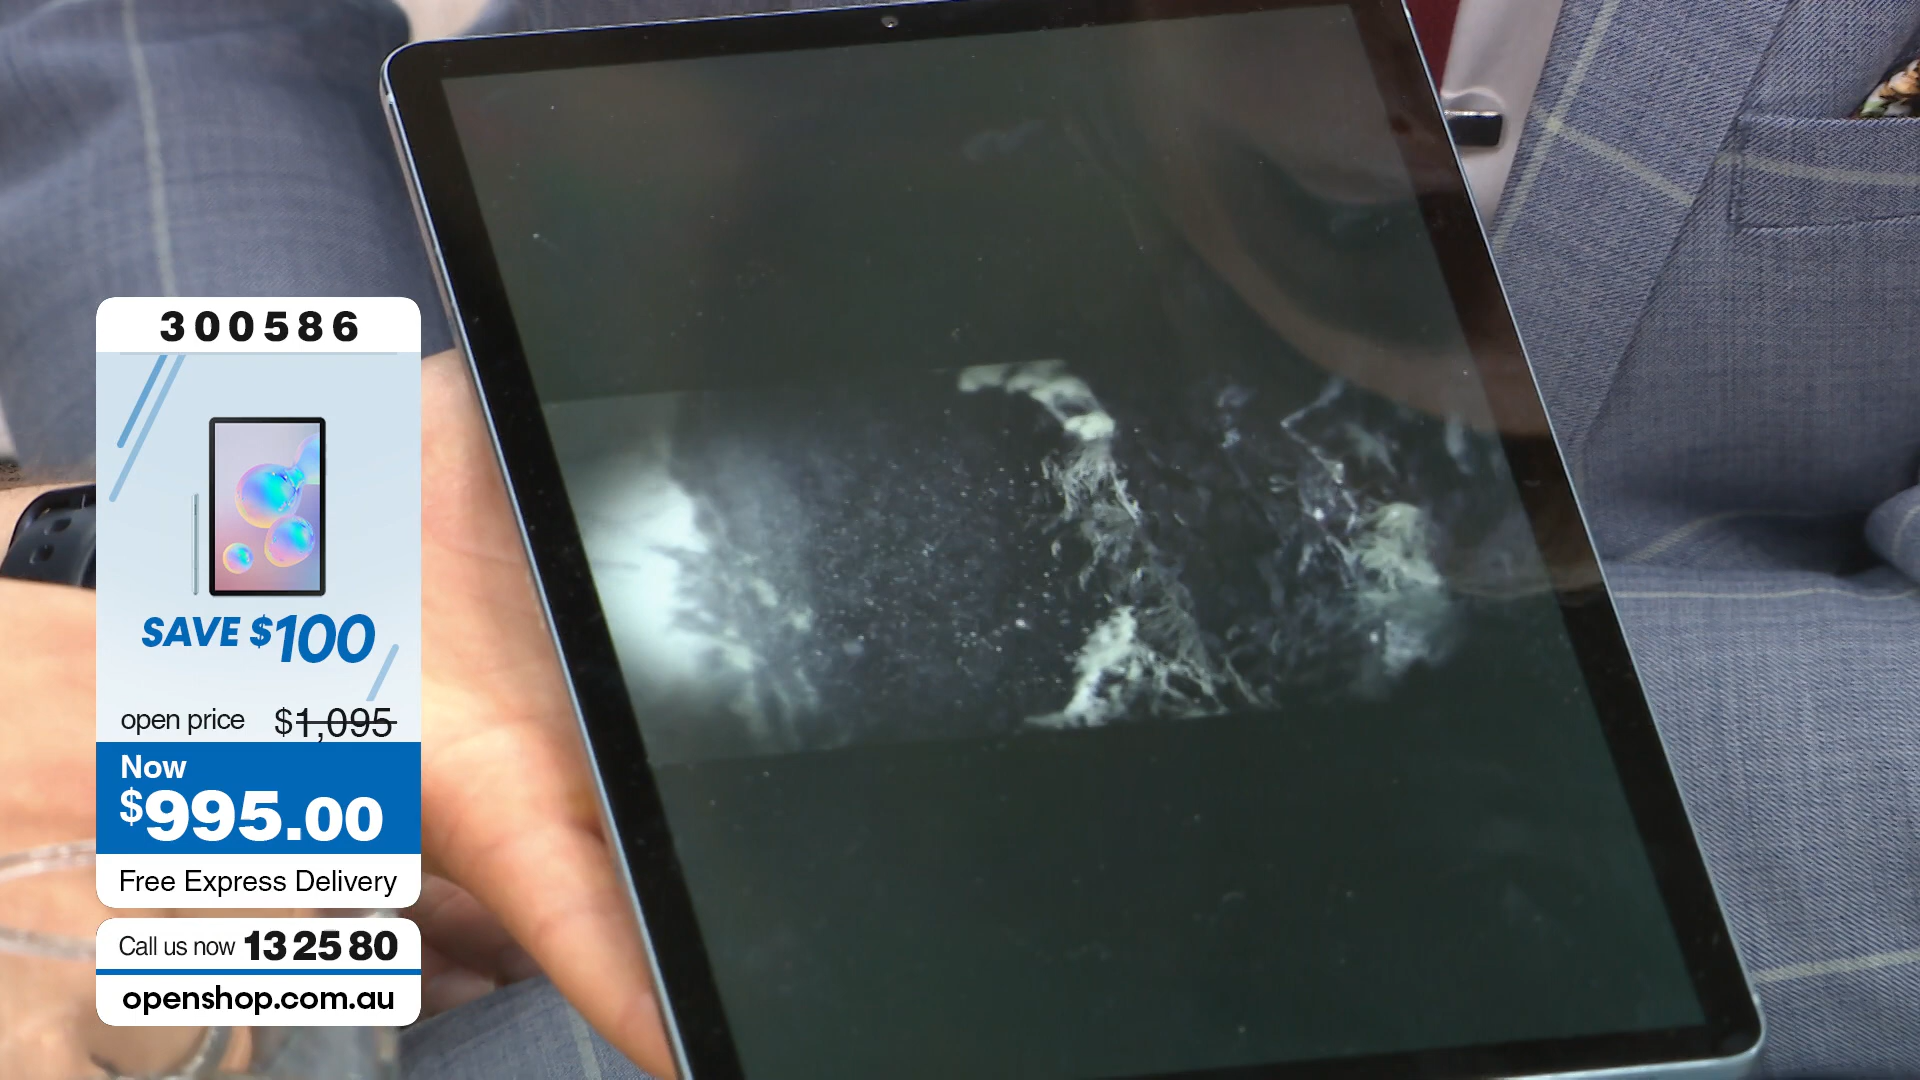 300586
SAVE $100
open price $1,095
Now
$995.00
Free Express Delivery
Call us now 13 25 80
openshop.com.au